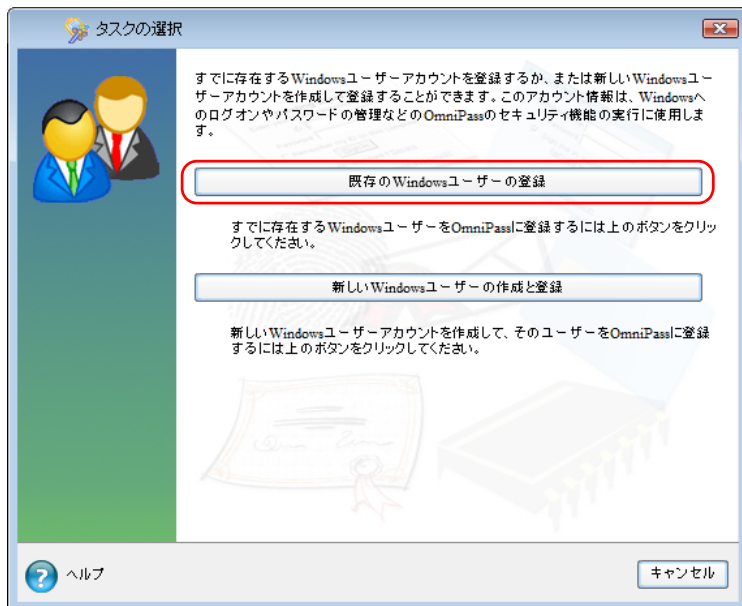 タスクの選択
すでに存在するWindowsユーザーアカウントを登録するか、または新しいWindowsユー
ザーアカウントを作成して登録することができます。このアカウント情報は、Windowsへ
のログオンやパスワードの管理などのOmniPassのセキュリティ機能の実行に使用しま
す。
既存のWindowsユーザーの登録
すでに存在するWindowsユーザーをOmniPassに登録するには上のボタンをクリッ
クしてください。
新しいWindowsユーザーの作成と登録
新しいWindowsユーザーアカウントを作成して、そのユーザーをOmniPassに登録
するには上のボタンをクリックしてください。
ヘルプ
キャンセル